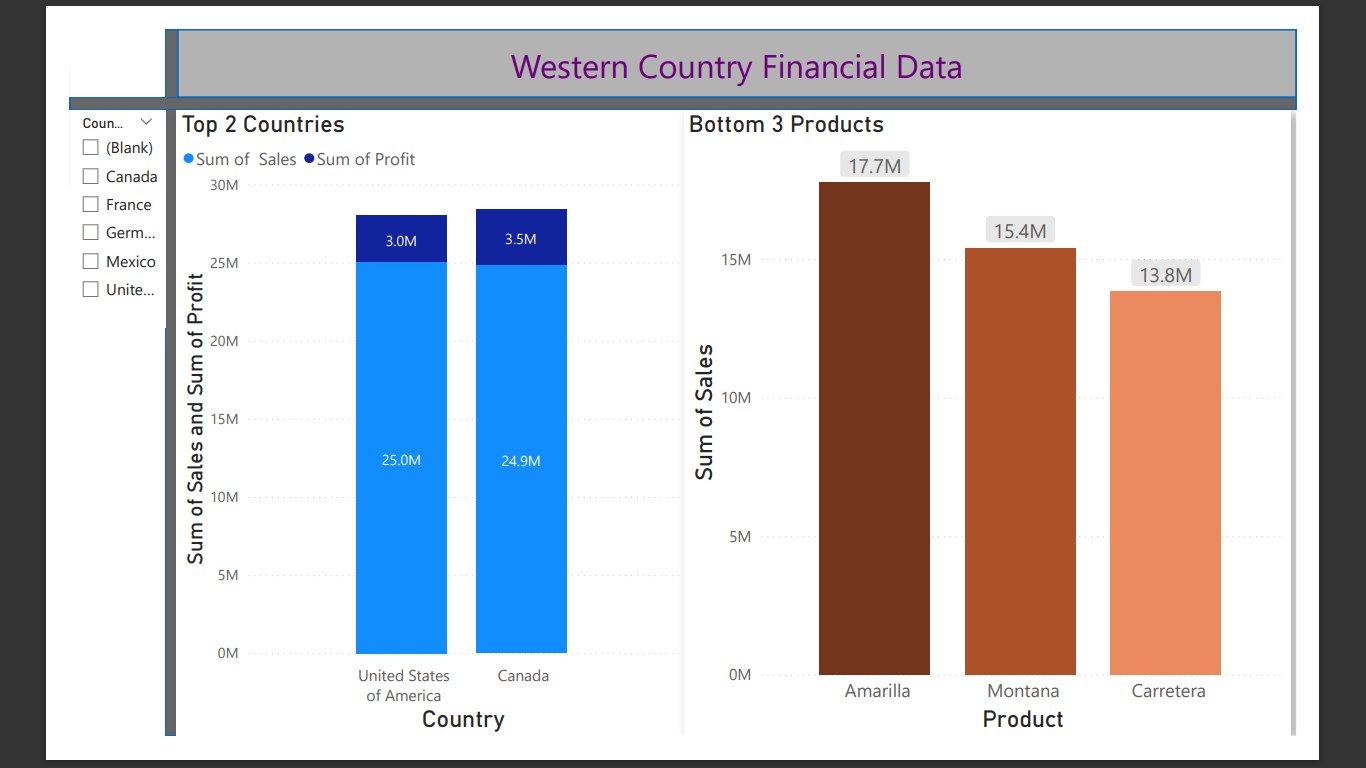 Western Country Financial Data
Coun...
(Blank)
Canada
France
Germ...
Mexico
Unite...
Top 2 Countries
Sum of Sales Sum of Profit
Sum of Sales and Sum of Profit
30M
25M
20M
15M
10M
5M
0M
3.0M
3.5M
25.0M
24.9M
United States
of America
Canada
Country
Bottom 3 Products
Sum of Sales
15M
10M
5M
0M
17.7M
15.4M
13.8M
Amarilla
Montana
Carretera
Product